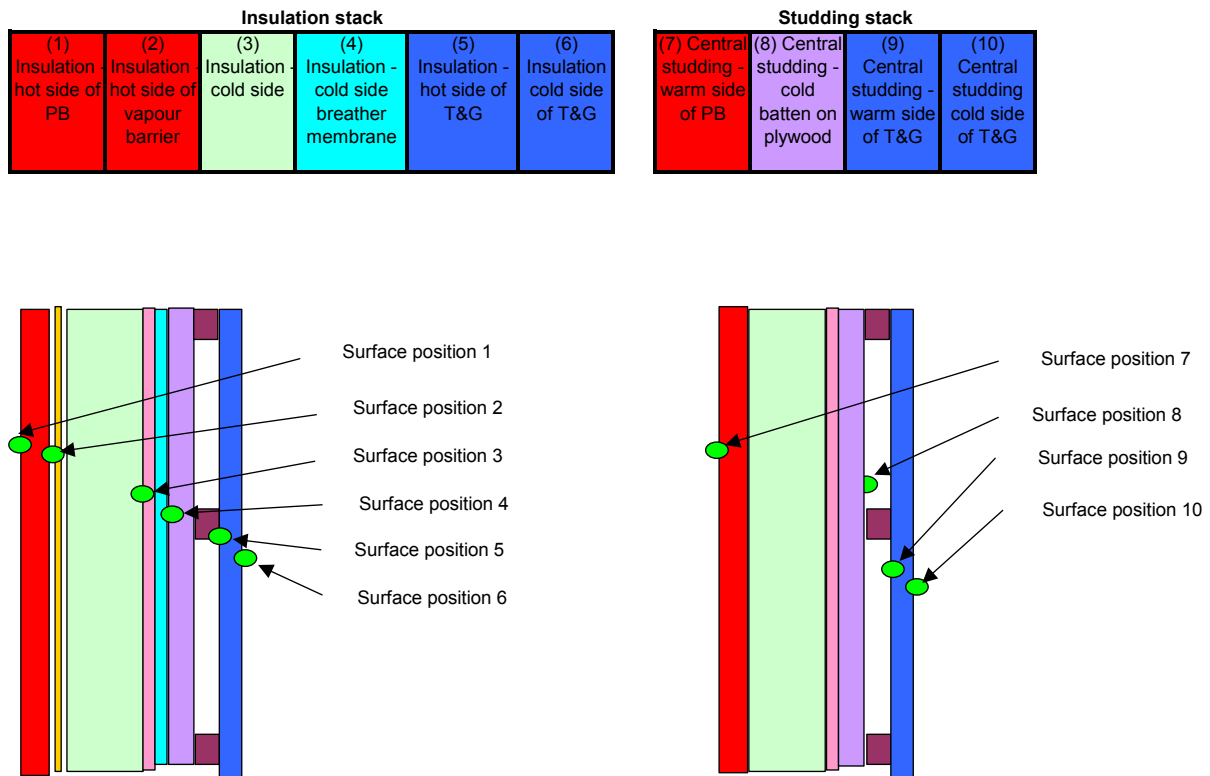 Insulation stack
(1)
Insulation -
hot side of
PB
(2)
Insulation -
hot side of
vapour
barrier
(3)
Insulation -
cold side
(4)
Insulation -
cold side
breather
membrane
(5)
Insulation -
hot side of
T&G
(6)
Insulation
cold side
of T&G
Studding stack
(7) Central
studding -
warm side
of PB
(8) Central
studding -
cold
batten on
plywood
(9)
Central
studding -
warm side
of T&G
(10)
Central
studding
cold side
of T&G
Surface position 1
Surface position 2
Surface position 3
Surface position 4
Surface position 5
Surface position 6
Surface position 7
Surface position 8
Surface position 9
Surface position 10